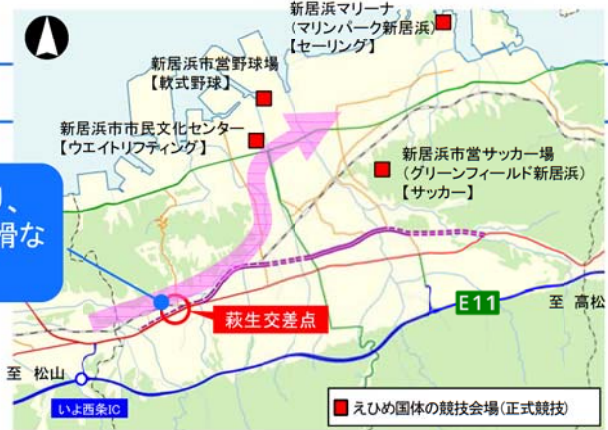 新居浜マリーナ
(マリンパーク新居浜)
【セーリング】
新居浜市営野球場
【軟式野球】
新居浜市市民文化センター
【ウエイトリフティング】
新居浜市営サッカー場
(グリーンフィールド新居浜)
【サッカー】
り、
滑な
E11
至 高松
萩生交差点
至 松山
いよ西条IC
えひめ国体の競技会場(正式競技)